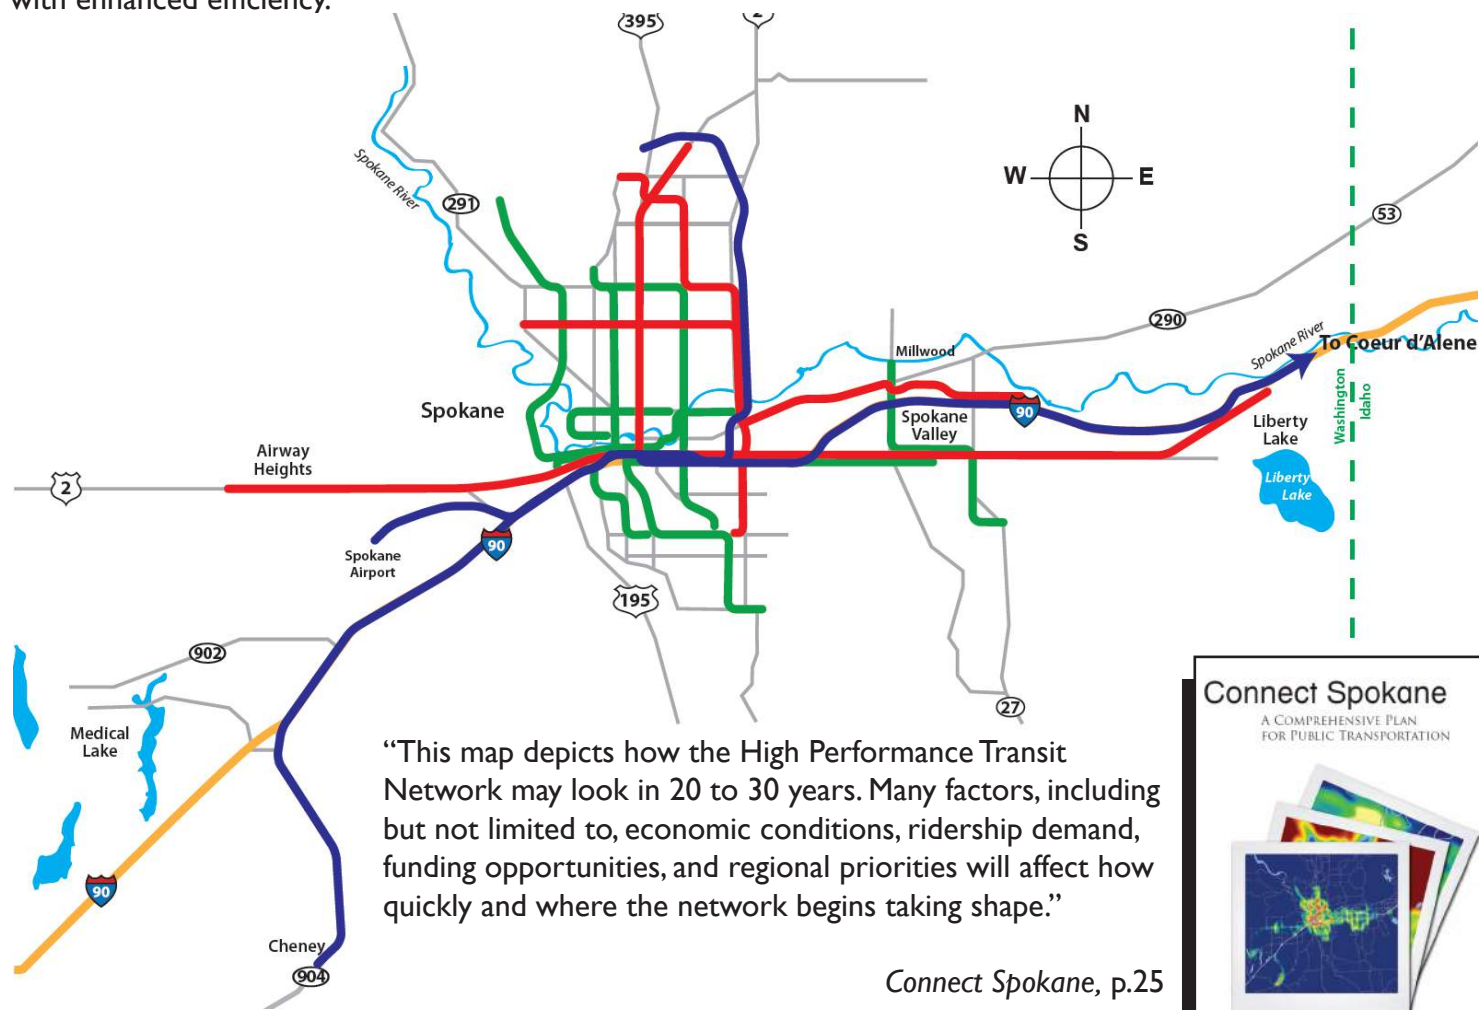 with enhanced efficiency.
395
2
N
W E
S
Spokane River
291
53
290
Spokane River
To Coeur d'Alene
Millwood
Washington
Idaho
Spokane
Spokane
Valley
90
Liberty
Lake
Airway
Heights
2
Liberty
Lake
Spokane
Airport
90
195
902
27
Medical
Lake
90
Cheney
904
“This map depicts how the High Performance Transit
Network may look in 20 to 30 years. Many factors, including
but not limited to, economic conditions, ridership demand,
funding opportunities, and regional priorities will affect how
quickly and where the network begins taking shape.”
Connect Spokane, p.25
Connect Spokane
A COMPREHENSIVE PLAN
FOR PUBLIC TRANSPORTATION